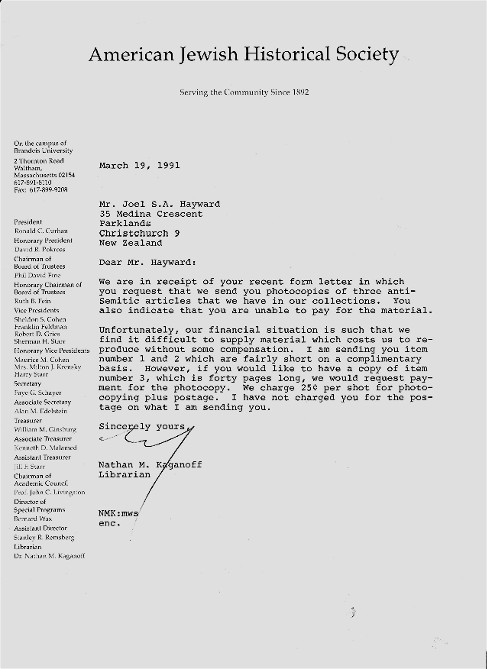 American Jewish Historical Society
Serving the Community Since 1892
On the campus of
Brandeis University
2 Thornton Road
Waltham,
Massachusetts 02154
617-891-8110
Fax: 617-899-9208
President
Ronald C. Curhan
Honorary President
David R. Pokross
Chairman of
Board of Trustees
Phil David Fine
Honorary Chairman of
Board of Trustees
Ruth B. Fein
Vice Presidents
Sheldon S. Cohen
Franklin Feldman
Robert D. Gries
Sherman H. Starr
Honorary Vice Presidents
Maurice M. Cohen
Mrs. Milton J. Krensky
Harry Starr
Secretary
Faye G. Schayer
Associate Secretary
Alan M. Edelstein
Treasurer
William M. Ginsburg
Associate Treasurer
Kenneth D. Malamed
Assistant Treasurer
Jill F. Starr
Chairman of
Academic Council
Prof. John C. Livingston
Director of
Special Programs
Bernard Wax
Assistant Director
Stanley R. Remsberg
Librarian
Dr. Nathan M. Kaganoff
March 19, 1991
Mr. Joel S.A. Hayward
35 Medina Crescent
Parklands
Christchurch 9
New Zealand
Dear Mr. Hayward:
We are in receipt of your recent form letter in which
you request that we send you photocopies of three anti-
Semitic articles that we have in our collections. You
also indicate that you are unable to pay for the material.
Unfortunately, our financial situation is such that we
find it difficult to supply material which costs us to re-
produce without some compensation. I am sending you item
number 1 and 2 which are fairly short on a complimentary
basis. However, if you would like to have a copy of item
number 3, which is forty pages long, we would request pay-
ment for the photocopy. We charge 25¢ per shot for photo-
copying plus postage. I have not charged you for the pos-
tage on what I am sending you.
Sincerely yours,
Nathan M. Kaganoff
Librarian
NMK:mws
enc.